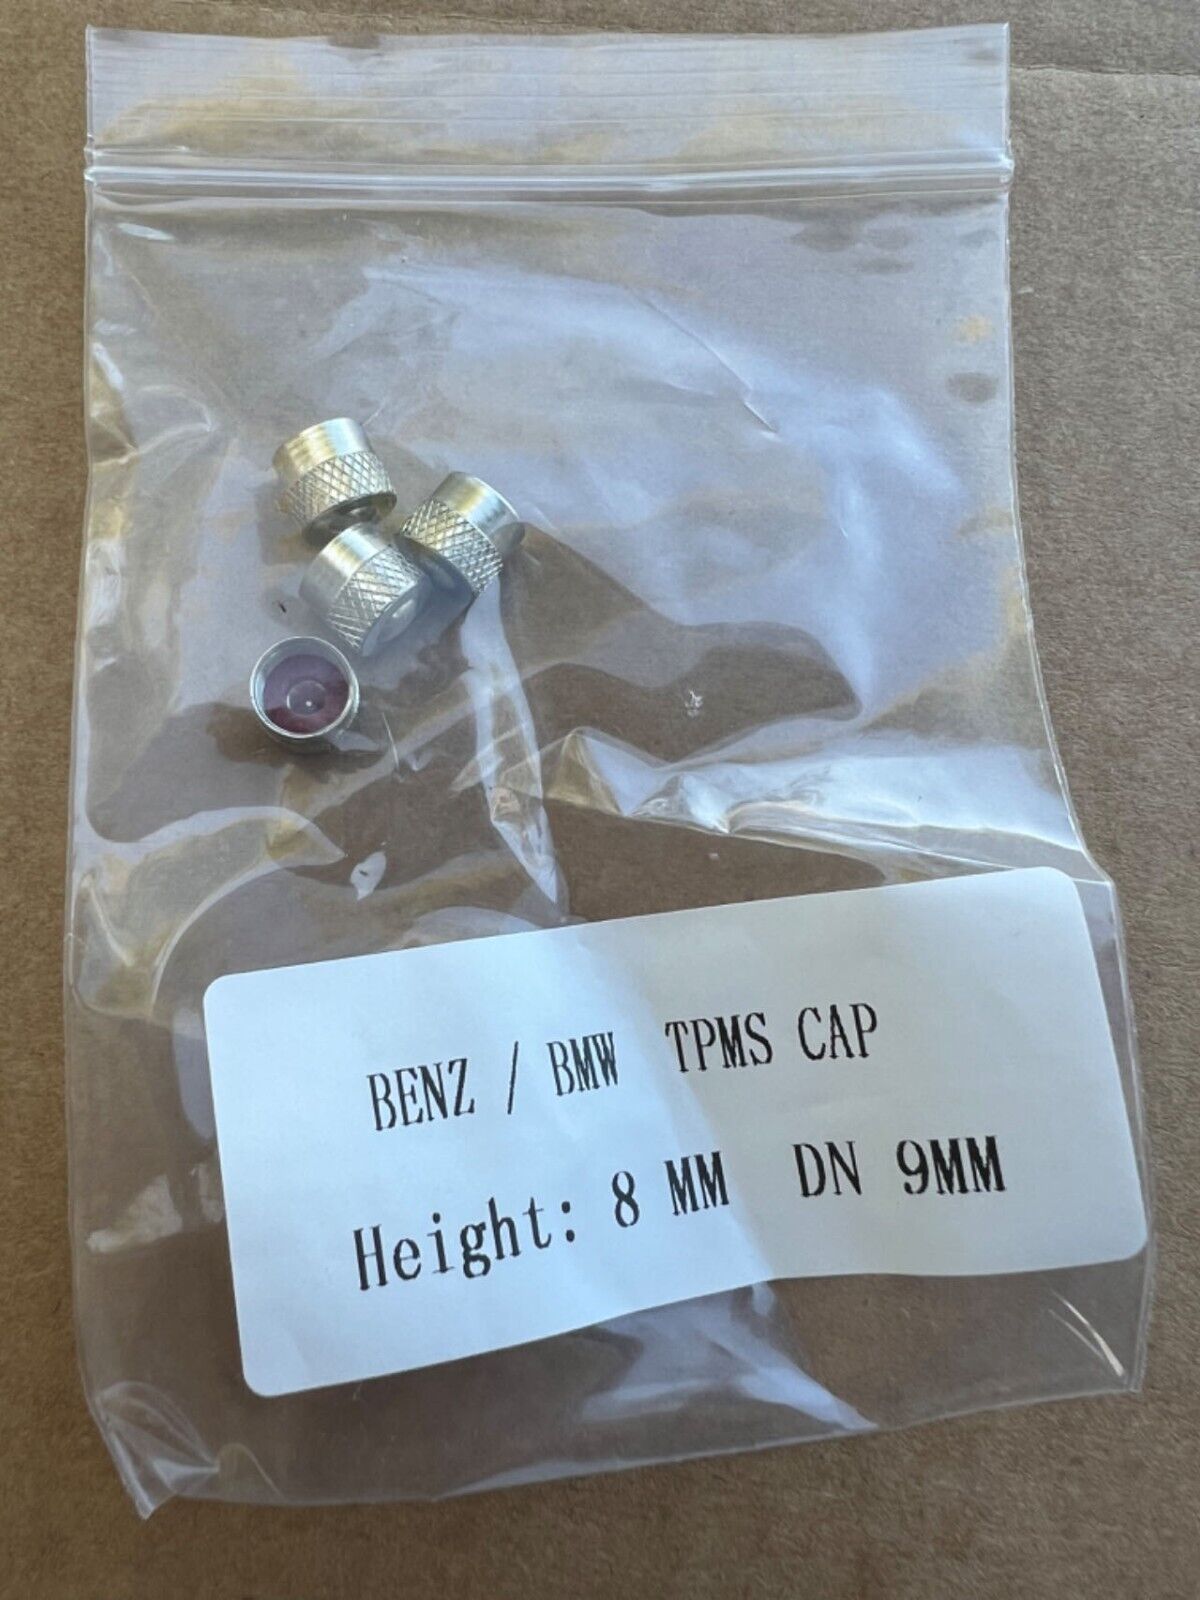 BENZ / BMW TPMS CAP
Height: 8 MM DN 9MM